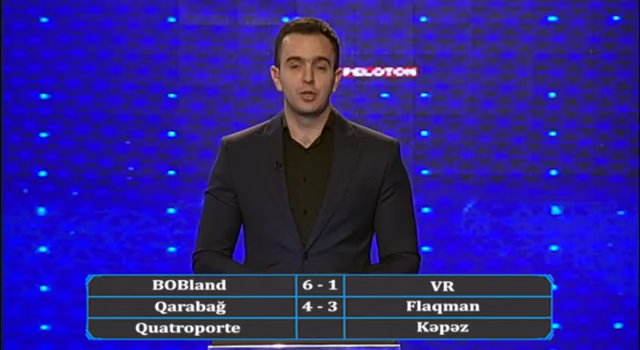 PELOTON
BOBland 6 - 1 VR
Qarabağ 4 - 3 Flaqman
Quatroporte Kəpəz